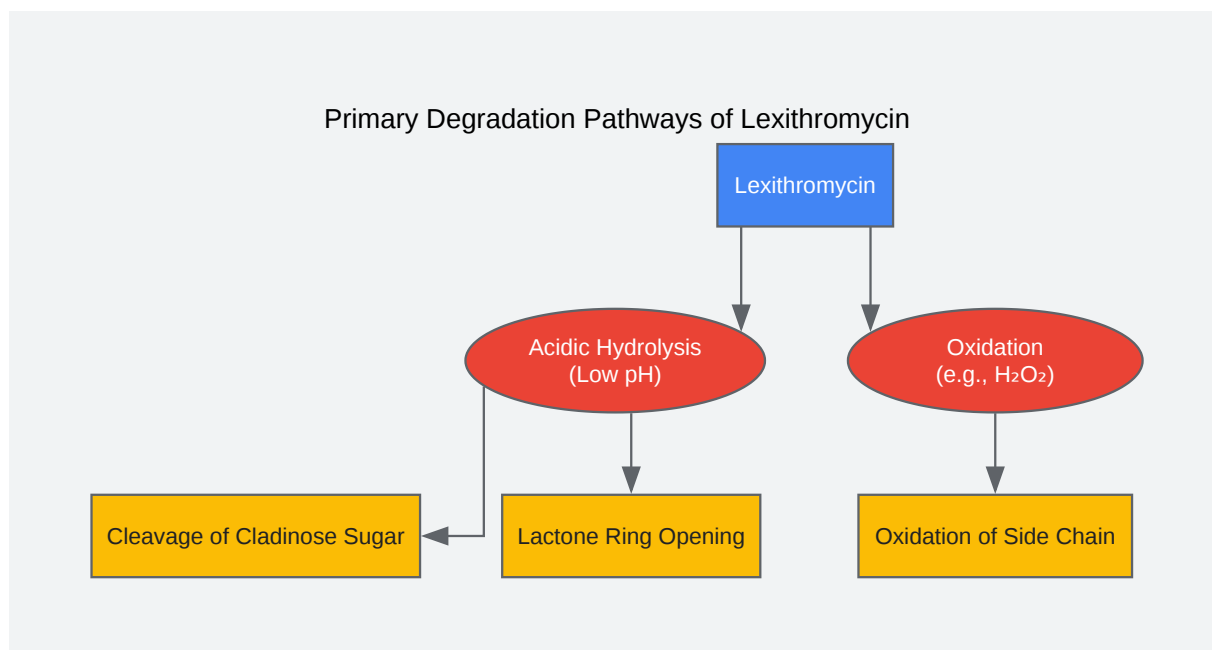 Primary Degradation Pathways of Lexithromycin
Lexithromycin
Acidic Hydrolysis
(Low pH)
Oxidation
(e.g., H₂O₂)
Cleavage of Cladinose Sugar
Lactone Ring Opening
Oxidation of Side Chain